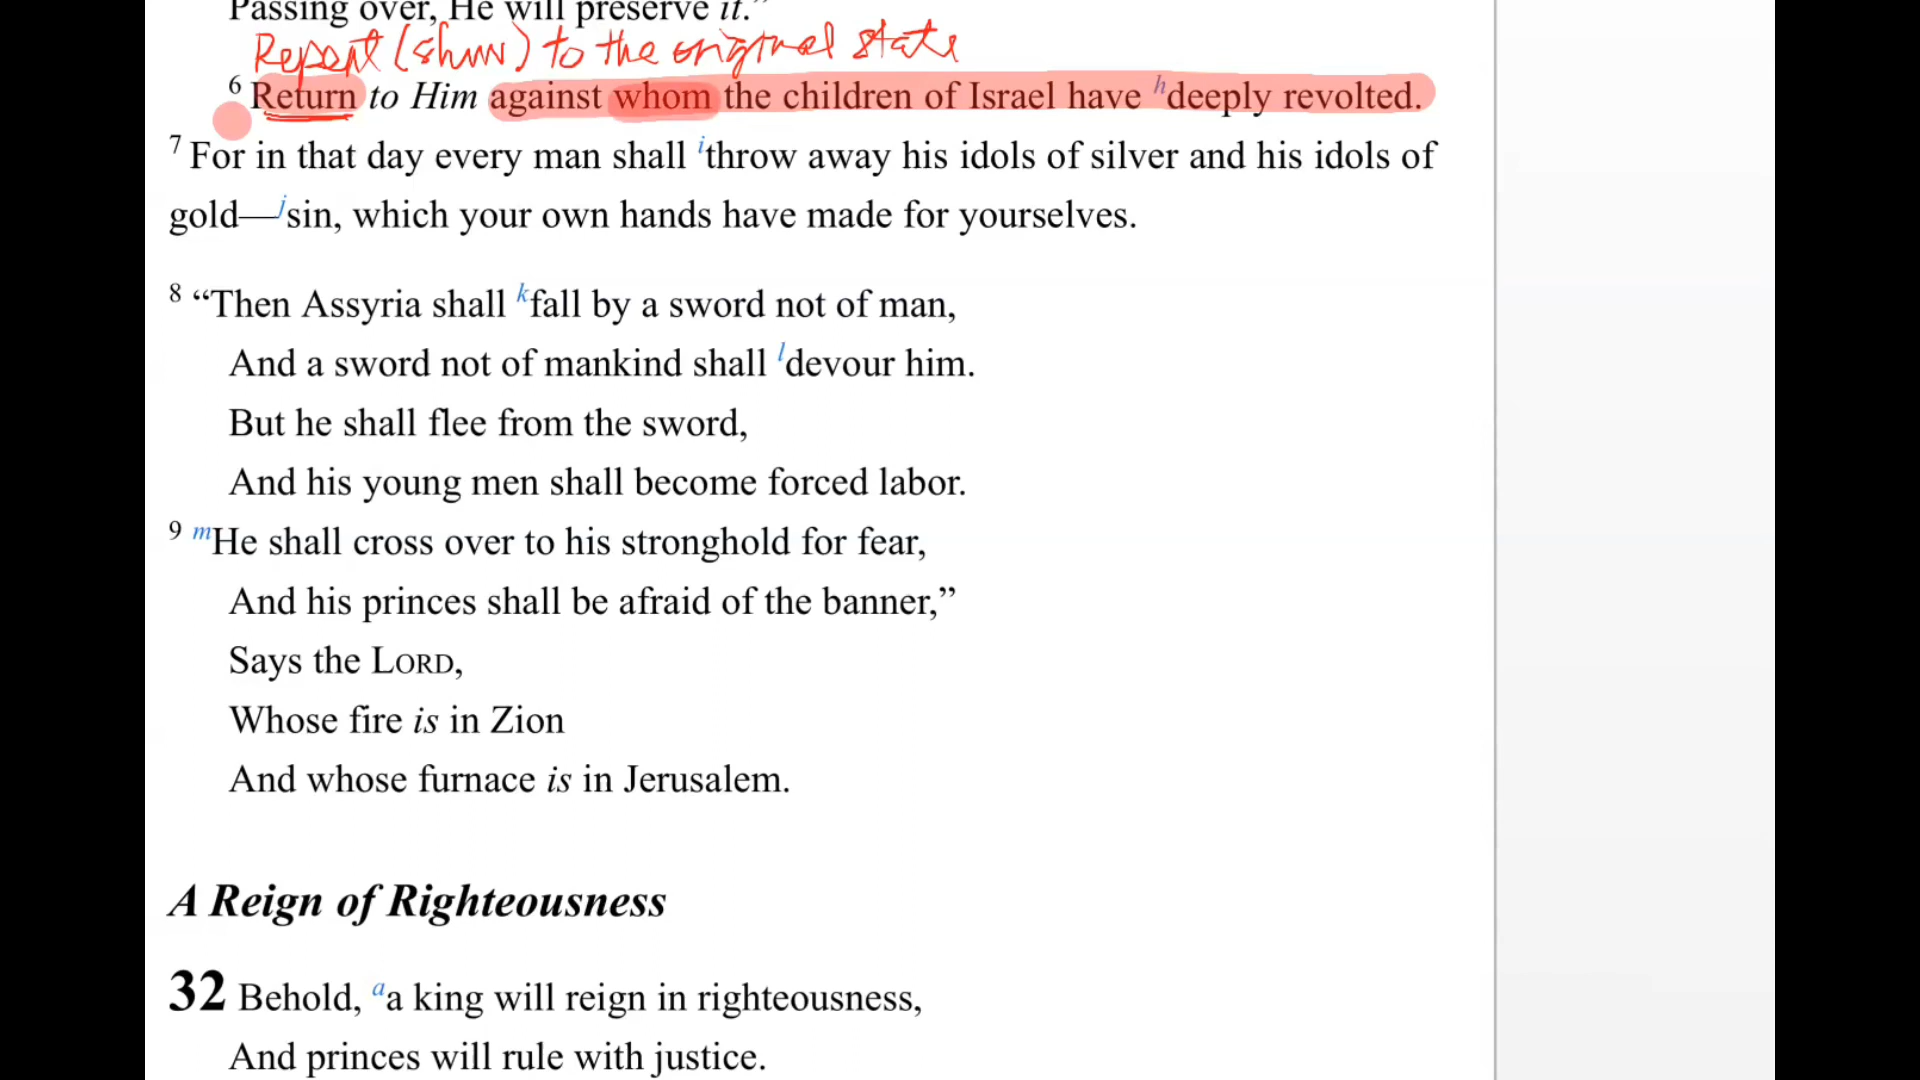 Passing over, He will preserve it.”
Repent (shuv) to the original state
6 Return to Him against whom the children of Israel have h deeply revolted.
7 For in that day every man shall i throw away his idols of silver and his idols of
gold—j sin, which your own hands have made for yourselves.
8 “Then Assyria shall k fall by a sword not of man,
And a sword not of mankind shall l devour him.
But he shall flee from the sword,
And his young men shall become forced labor.
9 m He shall cross over to his stronghold for fear,
And his princes shall be afraid of the banner,”
Says the LORD,
Whose fire is in Zion
And whose furnace is in Jerusalem.
A Reign of Righteousness
32 Behold, a a king will reign in righteousness,
And princes will rule with justice.